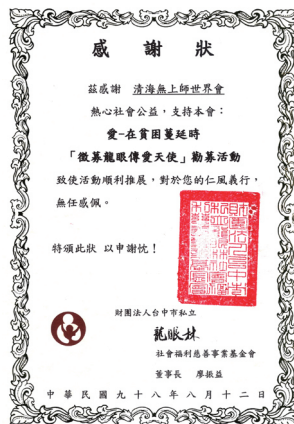 感謝狀
茲感謝 清海無上師世界會
熱心社會公益，支持本會：
愛-在貧困蔓延時
「徵募龍眼傳愛天使」勸募活動
致使活動順利推展，對於您的仁風義行，
無任感佩。
特頒此狀 以申謝忱！
財團法人台中市私立
龍眼林
社會福利慈善事業基金會
董事長 廖振益
中華民國九十八年八月十二日